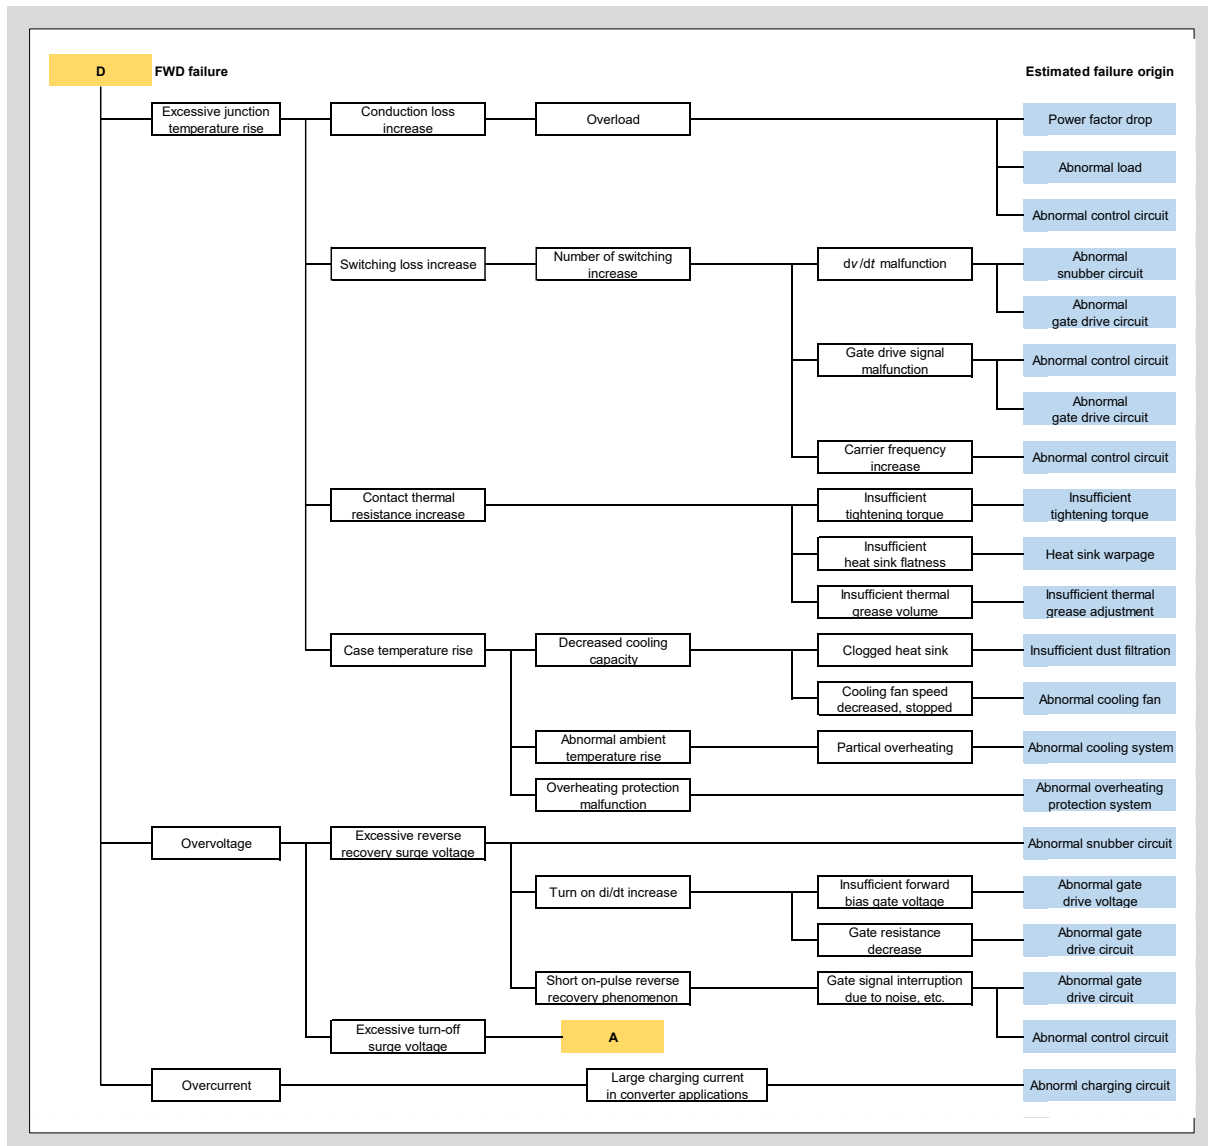 D
FWD failure
Estimated failure origin
Excessive junction
temperature rise
Conduction loss
increase
Overload
Power factor drop
Abnormal load
Abnormal control circuit
Switching loss increase
Number of switching
increase
dv/dt malfunction
Abnormal
snubber circuit
Abnormal
gate drive circuit
Gate drive signal
malfunction
Abnormal control circuit
Abnormal
gate drive circuit
Carrier frequency
increase
Abnormal control circuit
Contact thermal
resistance increase
Insufficient
tightening torque
Insufficient
tightening torque
Insufficient
heat sink flatness
Heat sink warpage
Insufficient thermal
grease volume
Insufficient thermal
grease adjustment
Case temperature rise
Decreased cooling
capacity
Clogged heat sink
Insufficient dust filtration
Cooling fan speed
decreased, stopped
Abnormal cooling fan
Abnormal ambient
temperature rise
Partical overheating
Abnormal cooling system
Overheating protection
malfunction
Abnormal overheating
protection system
Overvoltage
Excessive reverse
recovery surge voltage
Abnormal snubber circuit
Turn on di/dt increase
Insufficient forward
bias gate voltage
Abnormal gate
drive voltage
Gate resistance
decrease
Abnormal gate
drive circuit
Short on-pulse reverse
recovery phenomenon
Gate signal interruption
due to noise, etc.
Abnormal gate
drive circuit
Excessive turn-off
surge voltage
A
Abnormal control circuit
Overcurrent
Large charging current
in converter applications
Abnorml charging circuit